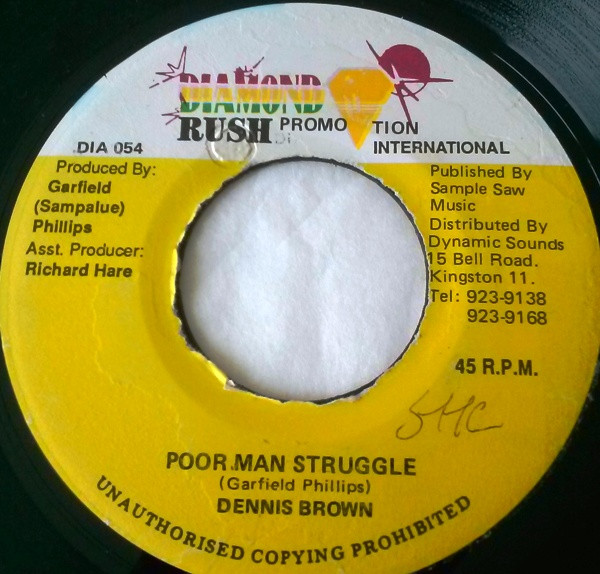 DIAMOND
RUSH PROMOTION
INTERNATIONAL
DIA 054
Produced By:
Garfield
(Sampalue)
Phillips
Asst. Producer:
Richard Hare
Published By
Sample Saw
Music
Distributed By
Dynamic Sounds
15 Bell Road.
Kingston 11.
Tel: 923-9138
923-9168
45 R.P.M.
POOR MAN STRUGGLE
(Garfield Phillips)
DENNIS BROWN
UNAUTHORISED COPYING PROHIBITED